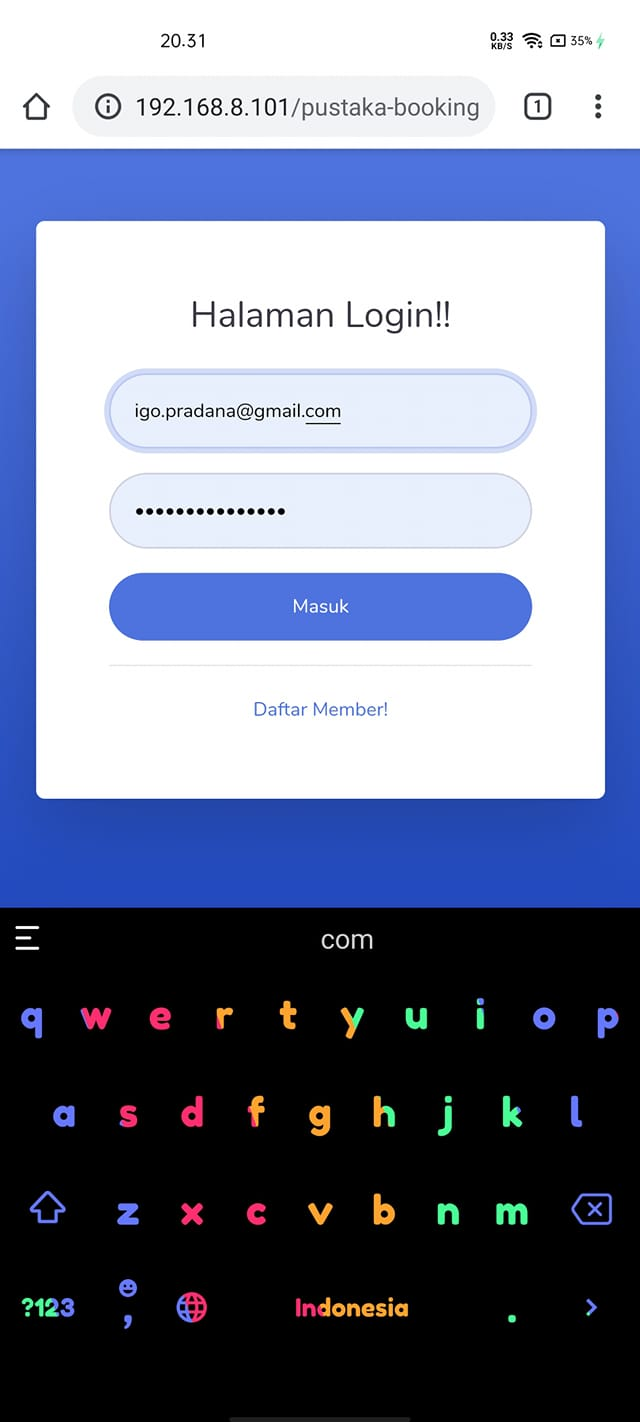 20.31 0.33 KB/S 35%
192.168.8.101/pustaka-booking 1
Halaman Login!!
igo.pradana@gmail.com
•••••••••••••••
Masuk
Daftar Member!
com
q w e r t y u i o p
a s d f g h j k l
z x c v b n m
?123 , Indonesia .